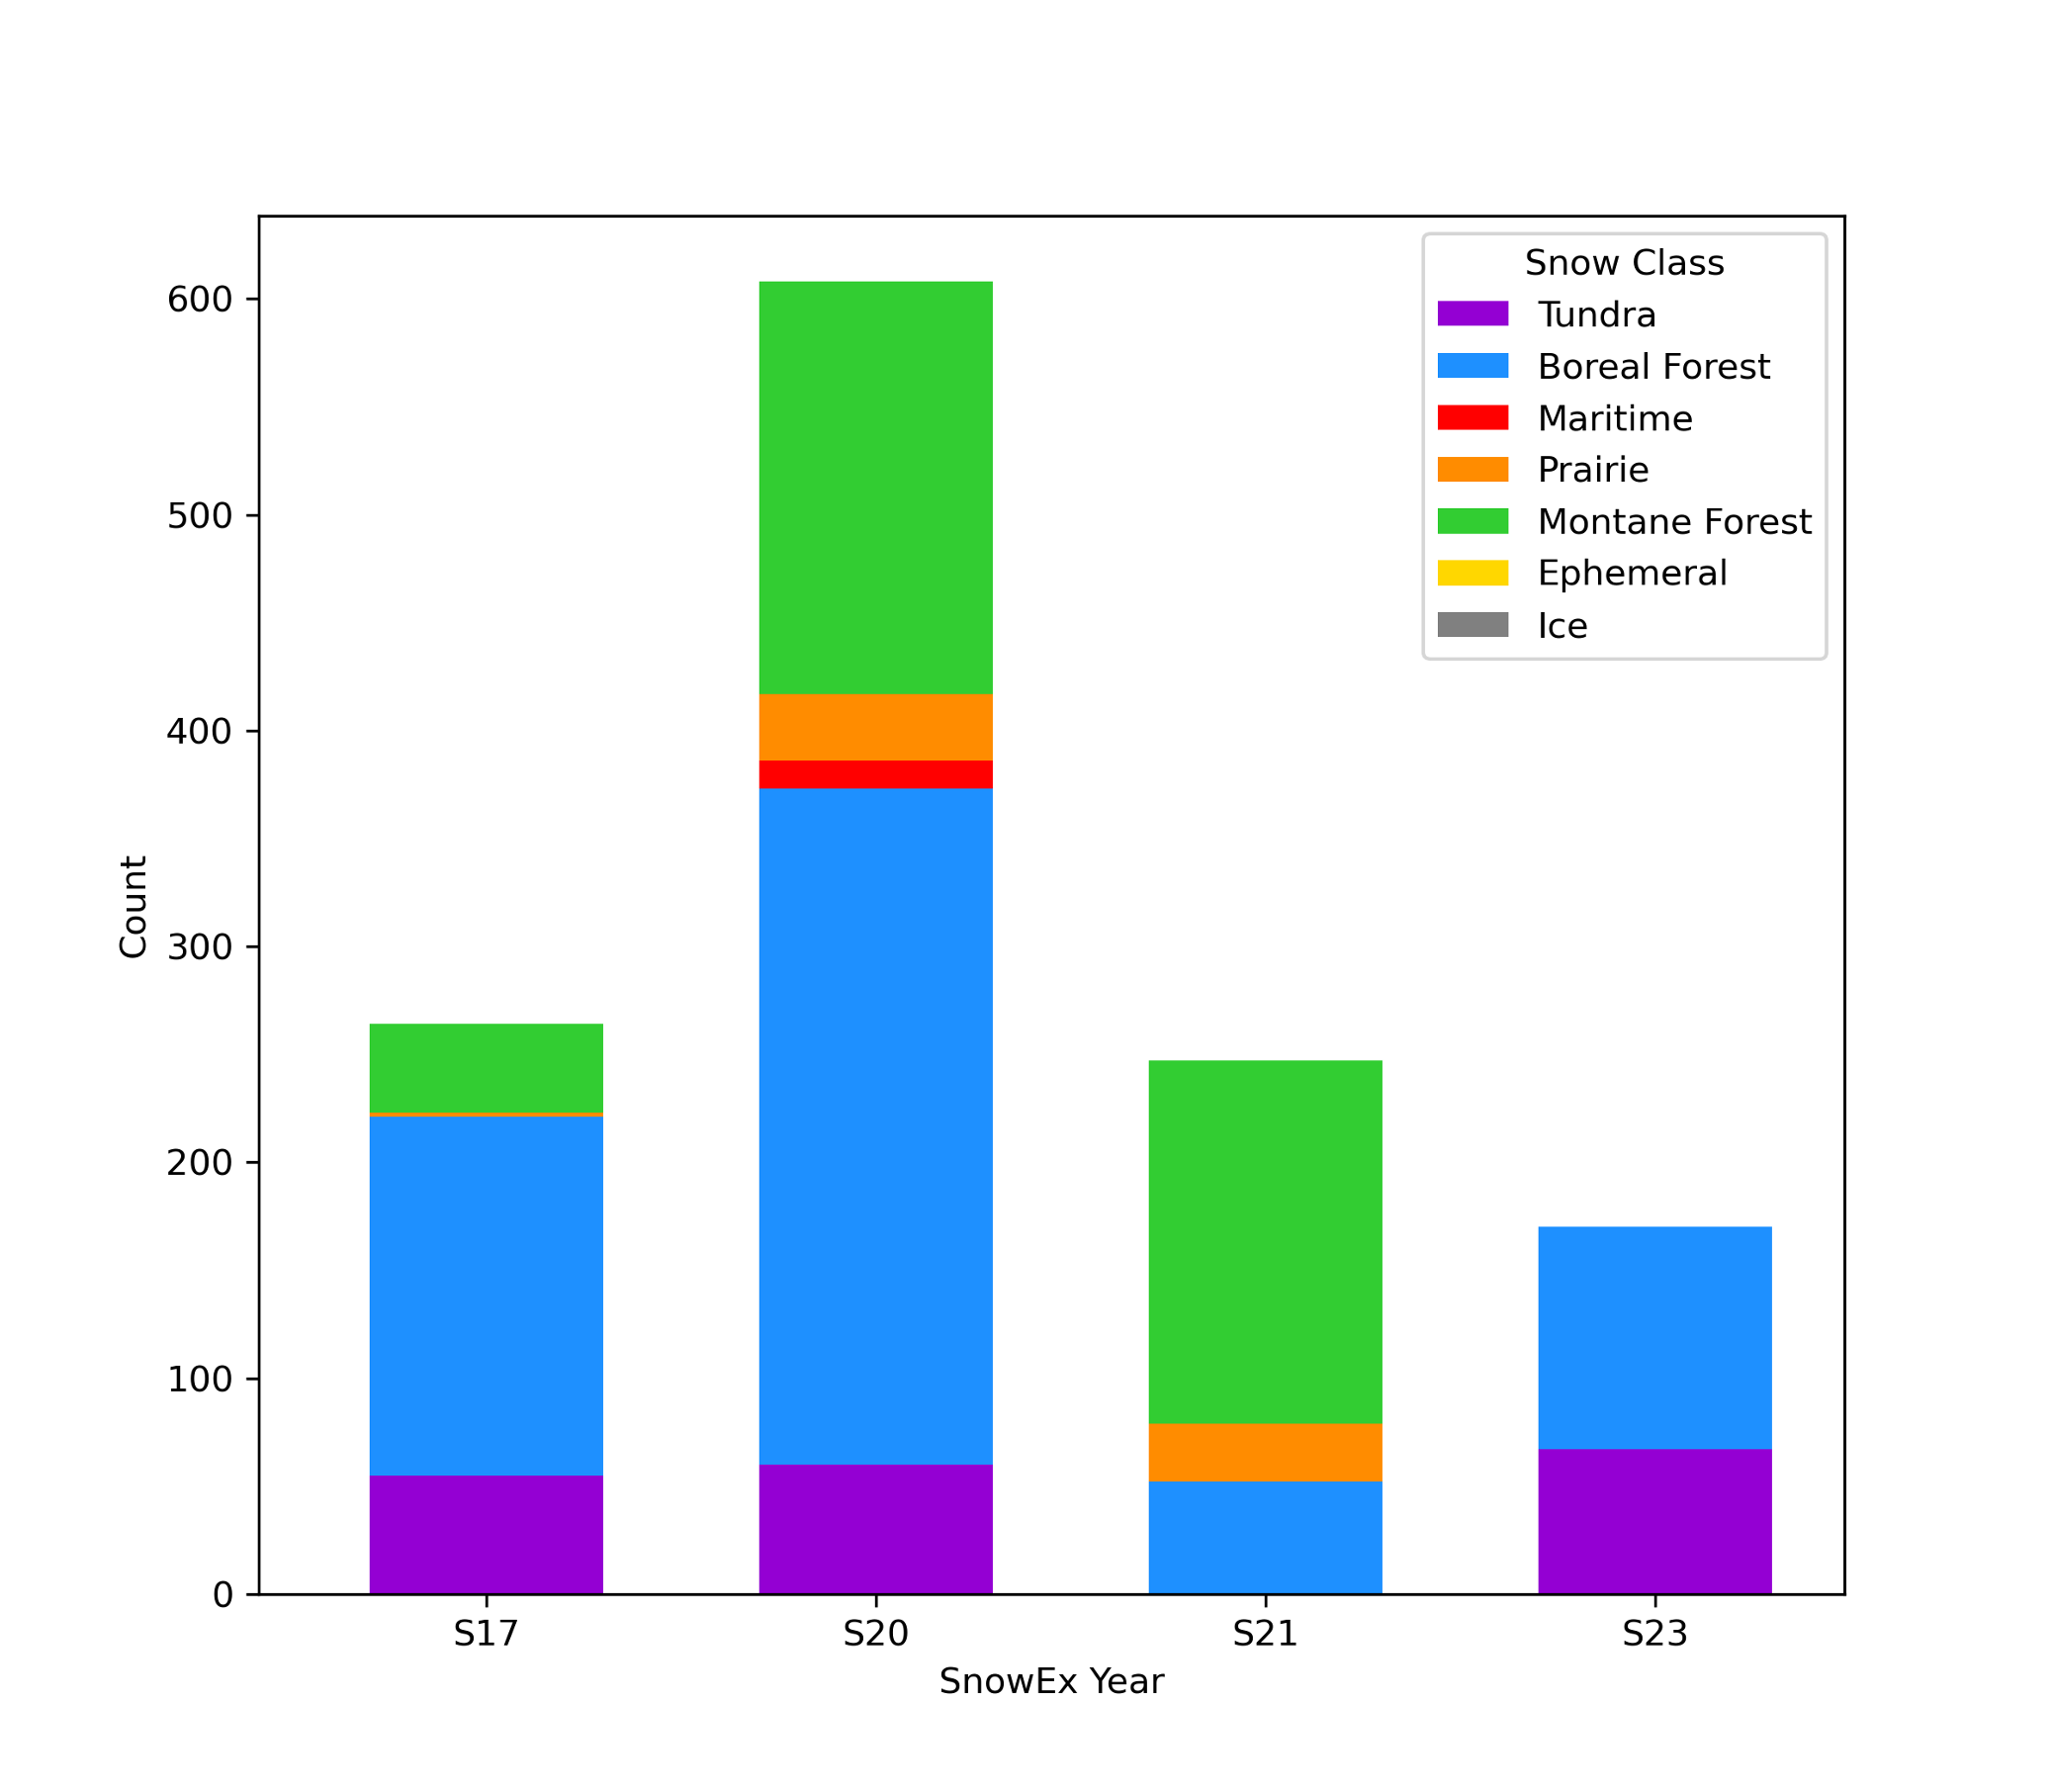 Snow Class
Tundra
Boreal Forest
Maritime
Prairie
Montane Forest
Ephemeral
Ice
600
500
400
300
200
100
0
Count
S17 S20 S21 S23
SnowEx Year